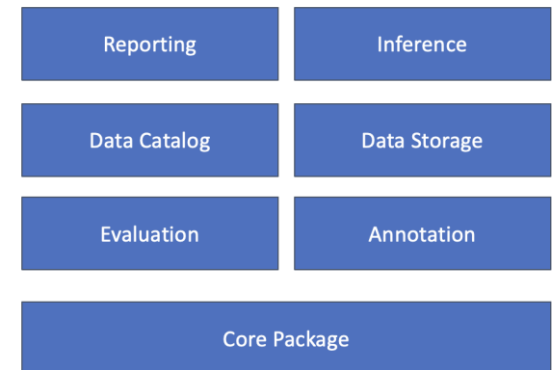 Reporting
Inference
Data Catalog
Data Storage
Evaluation
Annotation
Core Package